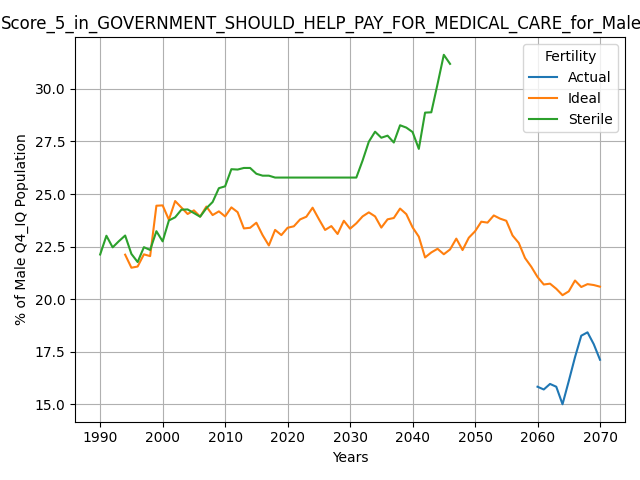 Score_5_in_GOVERNMENT_SHOULD_HELP_PAY_FOR_MEDICAL_CARE_for_Male
Fertility
Actual
Ideal
Sterile
% of Male Q4_IQ Population
30.0
27.5
25.0
22.5
20.0
17.5
15.0
1990 2000 2010 2020 2030 2040 2050 2060 2070
Years